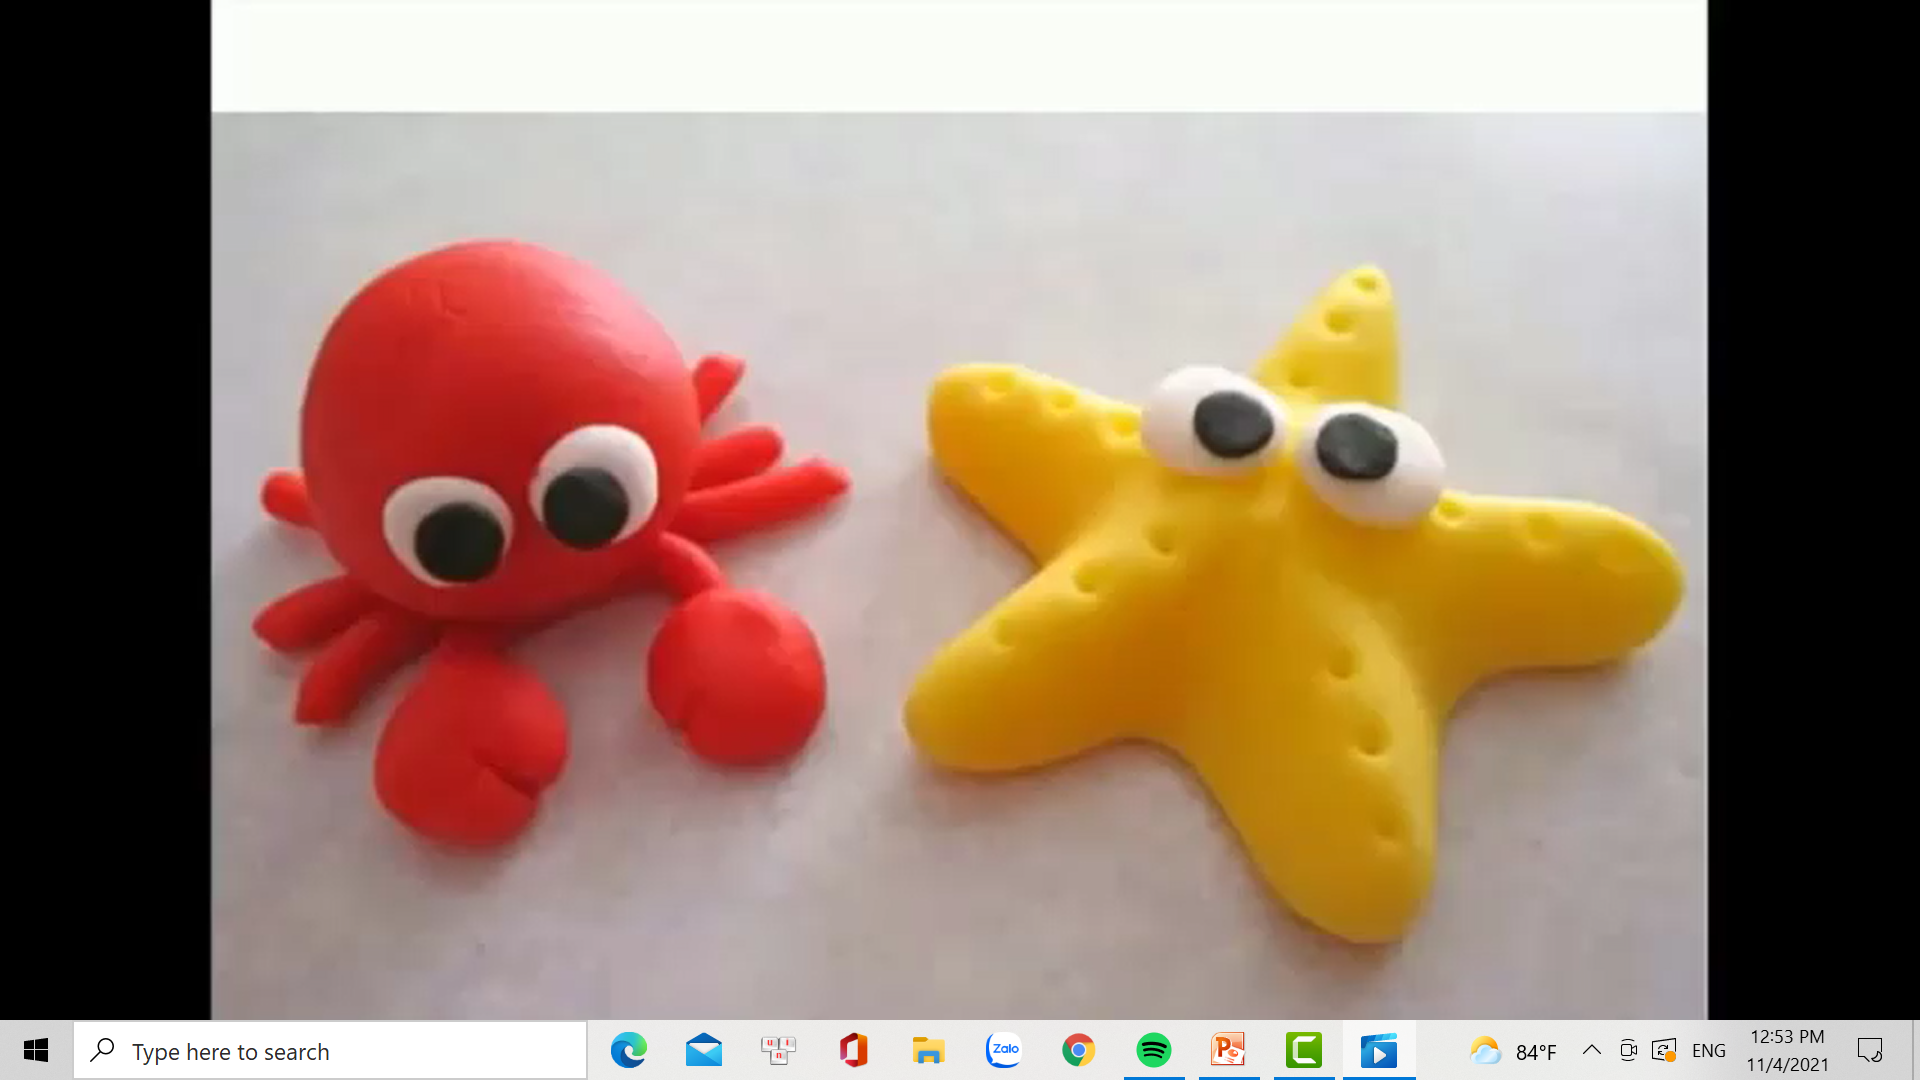 Type here to search
Zalo
84°F
ENG
12:53 PM
11/4/2021